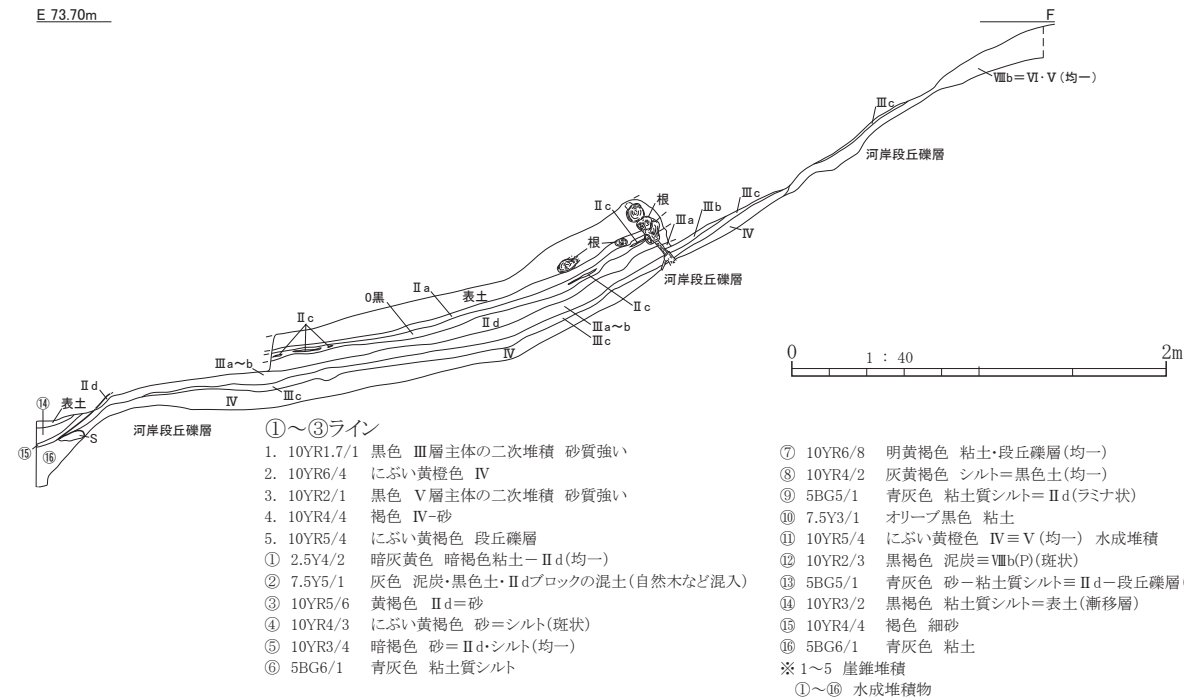 E 73.70m
F
Ⅷb=Ⅵ·Ⅴ(均一)
Ⅲc
河岸段丘礫層
根
Ⅱc
Ⅲa
Ⅲb
Ⅲc
Ⅳ
根
河岸段丘礫層
表土
Ⅱa
0黒
Ⅱc
Ⅱd
Ⅱc
Ⅲa~b
Ⅲc
Ⅳ
Ⅲa~b
Ⅱd
Ⅲc
Ⅳ
⑭ 表土
S
河岸段丘礫層
⑮ ⑯
0 1 : 40 2m
①~③ライン
1. 10YR1.7/1 黒色 Ⅲ層主体の二次堆積 砂質強い
2. 10YR6/4 にぶい黄橙色 Ⅳ
3. 10YR2/1 黒色 Ⅴ層主体の二次堆積 砂質強い
4. 10YR4/4 褐色 Ⅳ-砂
5. 10YR5/4 にぶい黄褐色 段丘礫層
① 2.5Y4/2 暗灰黄色 暗褐色粘土-Ⅱd(均一)
② 7.5Y5/1 灰色 泥炭・黒色土・Ⅱdブロックの混土(自然木など混入)
③ 10YR5/6 黄褐色 Ⅱd=砂
④ 10YR4/3 にぶい黄褐色 砂=シルト(斑状)
⑤ 10YR3/4 暗褐色 砂=Ⅱd・シルト(均一)
⑥ 5BG6/1 青灰色 粘土質シルト
⑦ 10YR6/8 明黄褐色 粘土・段丘礫層(均一)
⑧ 10YR4/2 灰黄褐色 シルト=黒色土(均一)
⑨ 5BG5/1 青灰色 粘土質シルト=Ⅱd(ラミナ状)
⑩ 7.5Y3/1 オリーブ黒色 粘土
⑪ 10YR5/4 にぶい黄橙色 Ⅳ≡Ⅴ(均一) 水成堆積
⑫ 10YR2/3 黒褐色 泥炭≡Ⅷb(P)(斑状)
⑬ 5BG5/1 青灰色 砂-粘土質シルト≡Ⅱd-段丘礫層(
⑭ 10YR3/2 黒褐色 粘土質シルト=表土(漸移層)
⑮ 10YR4/4 褐色 細砂
⑯ 5BG6/1 青灰色 粘土
※ 1~5 崖錐堆積
①~⑯ 水成堆積物